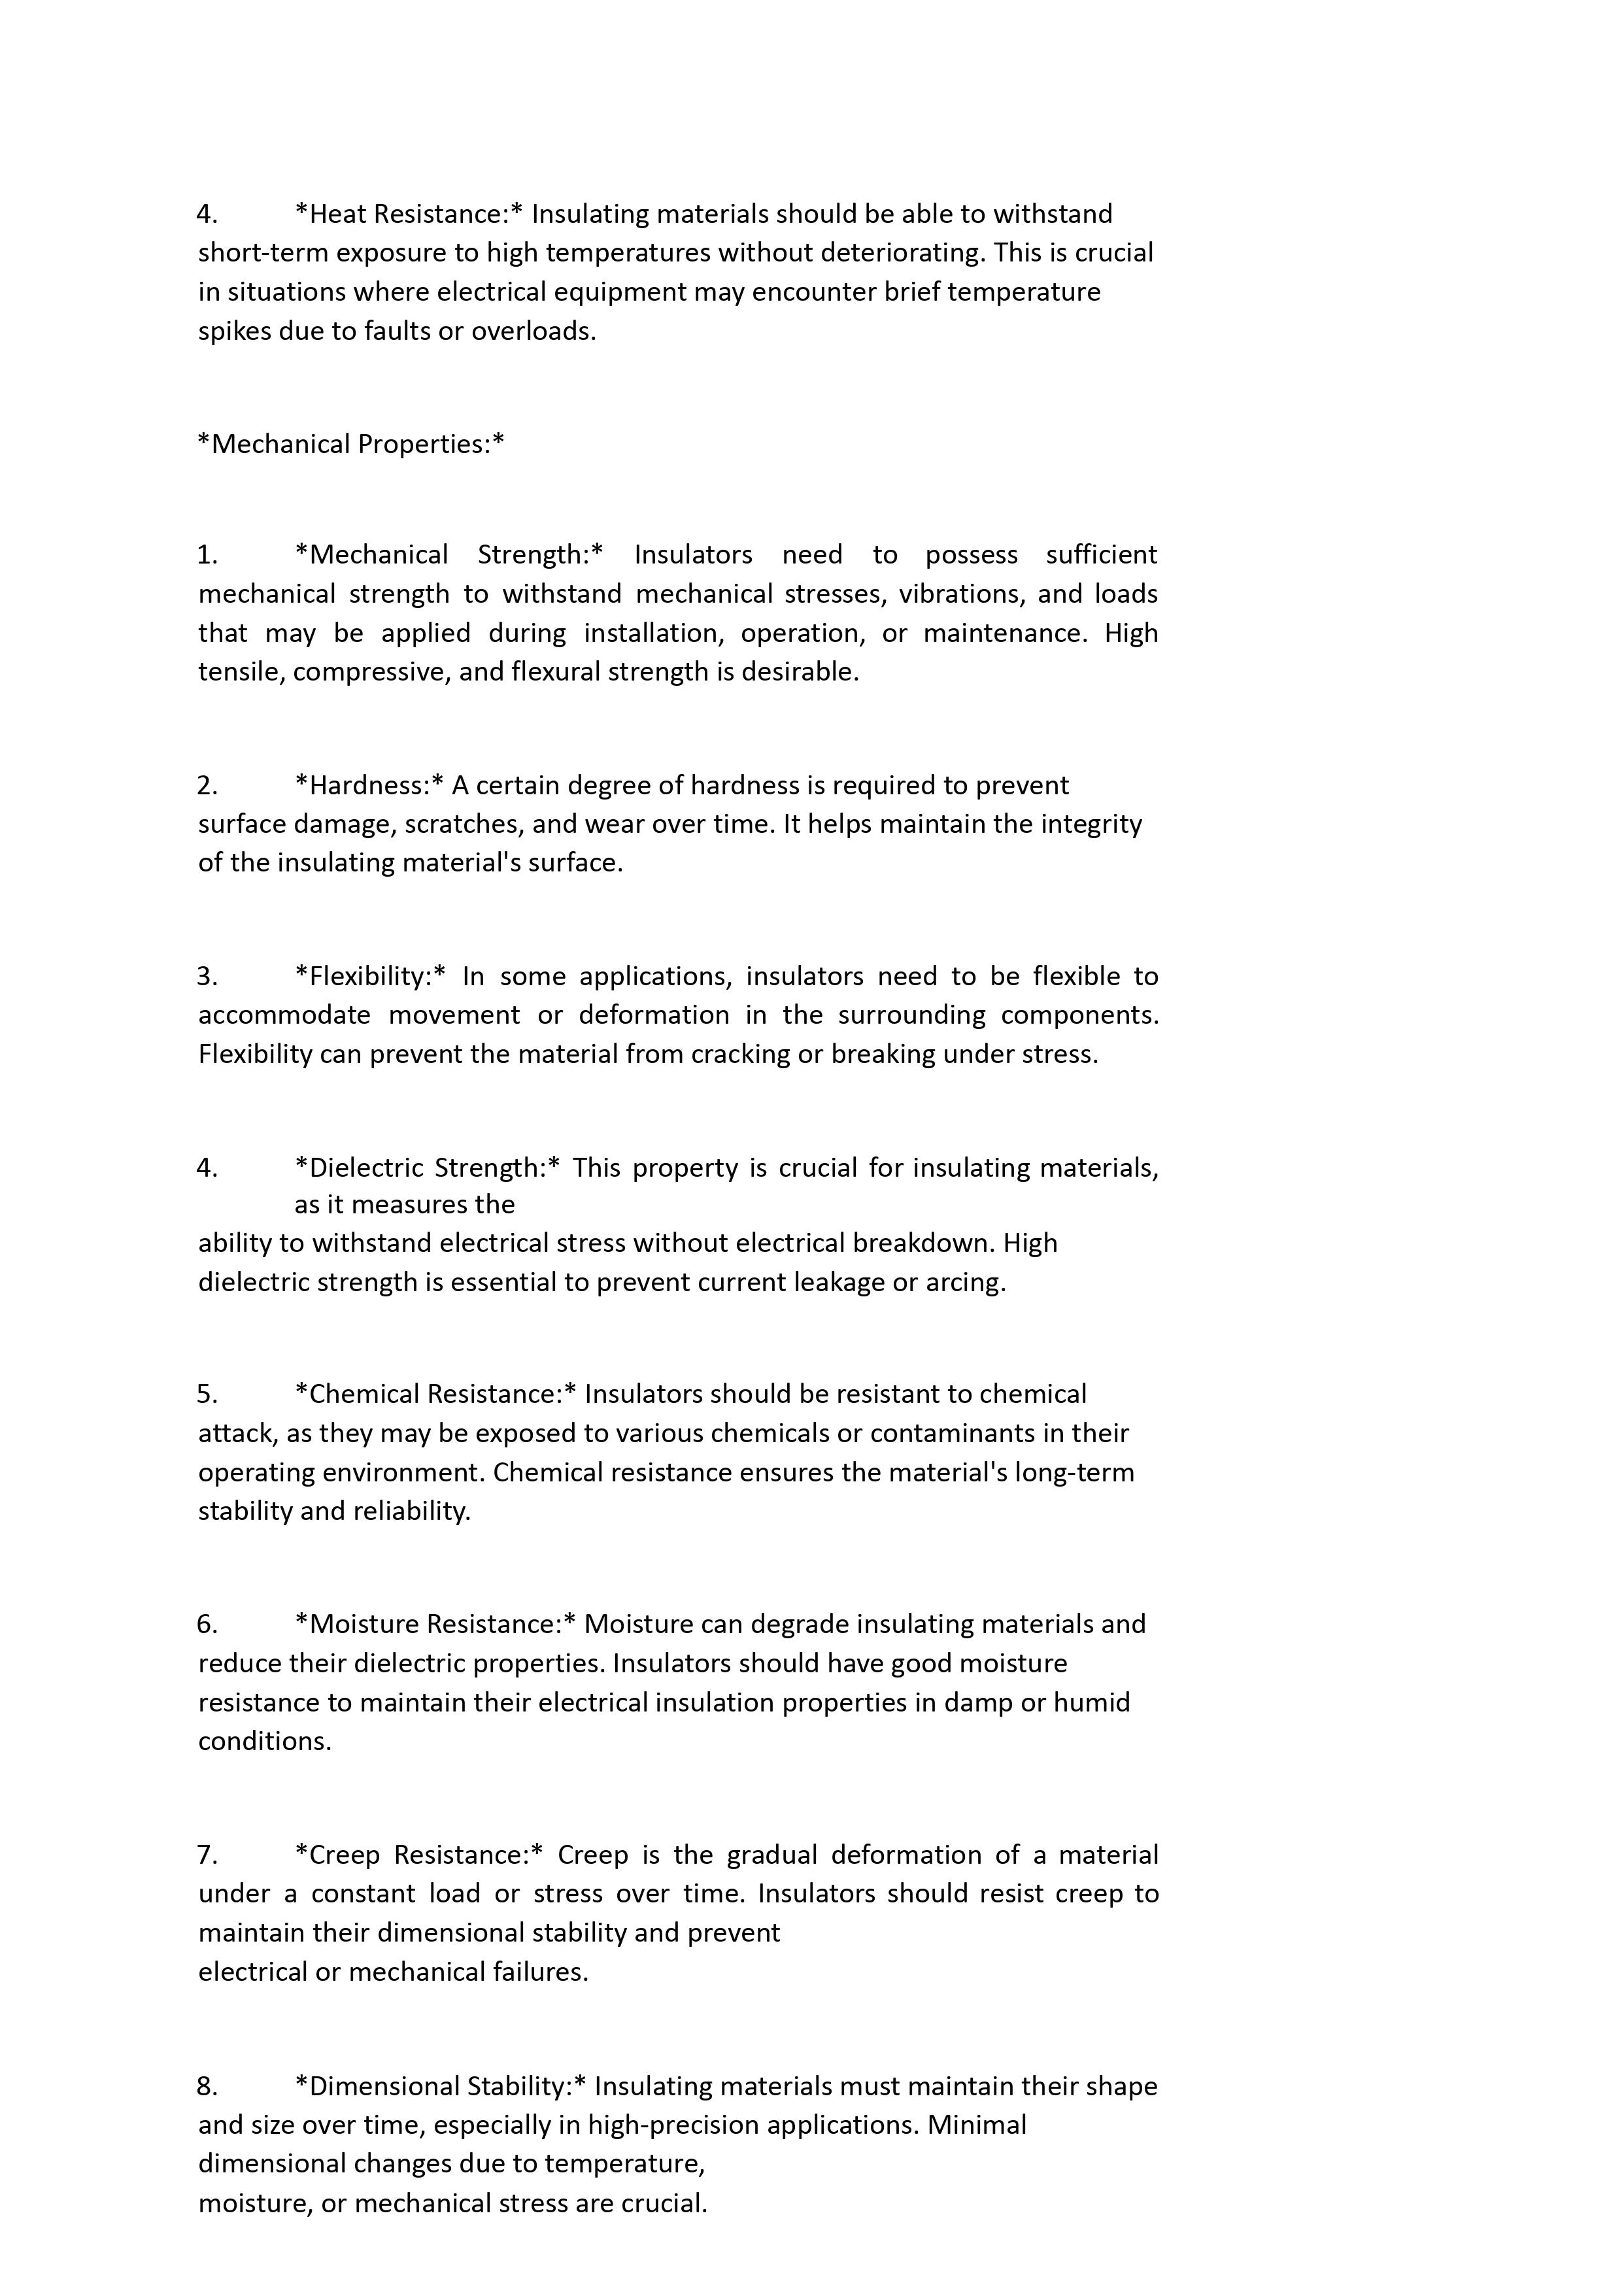 4. *Heat Resistance:* Insulating materials should be able to withstand
short-term exposure to high temperatures without deteriorating. This is crucial
in situations where electrical equipment may encounter brief temperature
spikes due to faults or overloads.
*Mechanical Properties:*
1. *Mechanical Strength:* Insulators need to possess sufficient
mechanical strength to withstand mechanical stresses, vibrations, and loads
that may be applied during installation, operation, or maintenance. High
tensile, compressive, and flexural strength is desirable.
2. *Hardness:* A certain degree of hardness is required to prevent
surface damage, scratches, and wear over time. It helps maintain the integrity
of the insulating material's surface.
3. *Flexibility:* In some applications, insulators need to be flexible to
accommodate movement or deformation in the surrounding components.
Flexibility can prevent the material from cracking or breaking under stress.
4. *Dielectric Strength:* This property is crucial for insulating materials,
as it measures the
ability to withstand electrical stress without electrical breakdown. High
dielectric strength is essential to prevent current leakage or arcing.
5. *Chemical Resistance:* Insulators should be resistant to chemical
attack, as they may be exposed to various chemicals or contaminants in their
operating environment. Chemical resistance ensures the material's long-term
stability and reliability.
6. *Moisture Resistance:* Moisture can degrade insulating materials and
reduce their dielectric properties. Insulators should have good moisture
resistance to maintain their electrical insulation properties in damp or humid
conditions.
7. *Creep Resistance:* Creep is the gradual deformation of a material
under a constant load or stress over time. Insulators should resist creep to
maintain their dimensional stability and prevent
electrical or mechanical failures.
8. *Dimensional Stability:* Insulating materials must maintain their shape
and size over time, especially in high-precision applications. Minimal
dimensional changes due to temperature,
moisture, or mechanical stress are crucial.